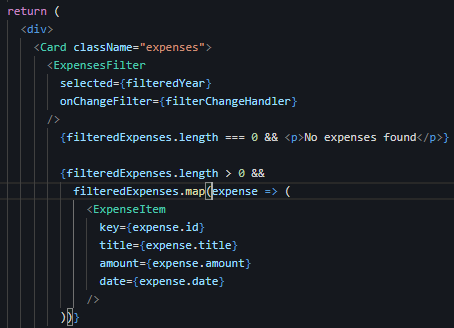 return (
<div>
<Card className="expenses">
<ExpensesFilter
selected={filteredYear}
onChangeFilter={filterChangeHandler}
/>
{filteredExpenses.length === 0 && <p>No expenses found</p>}
{filteredExpenses.length > 0 &&
filteredExpenses.map(expense => (
<ExpenseItem
key={expense.id}
title={expense.title}
amount={expense.amount}
date={expense.date}
/>
))}